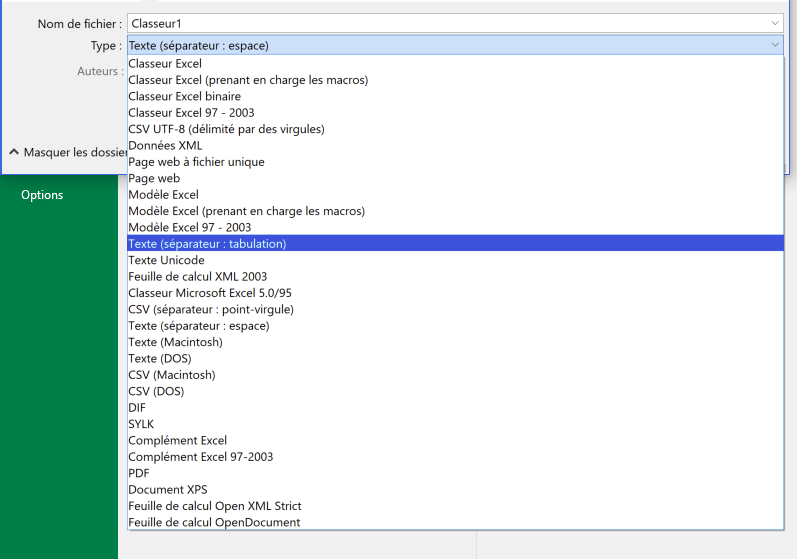 Nom de fichier : Classeur1
Type : Texte (séparateur : espace)
Auteurs :
Classeur Excel
Classeur Excel (prenant en charge les macros)
Classeur Excel binaire
Classeur Excel 97 - 2003
CSV UTF-8 (délimité par des virgules)
Données XML
Masquer les dossier
Page web à fichier unique
Page web
Options
Modèle Excel
Modèle Excel (prenant en charge les macros)
Modèle Excel 97 - 2003
Texte (séparateur : tabulation)
Texte Unicode
Feuille de calcul XML 2003
Classeur Microsoft Excel 5.0/95
CSV (séparateur : point-virgule)
Texte (séparateur : espace)
Texte (Macintosh)
Texte (DOS)
CSV (Macintosh)
CSV (DOS)
DIF
SYLK
Complément Excel
Complément Excel 97-2003
PDF
Document XPS
Feuille de calcul Open XML Strict
Feuille de calcul OpenDocument